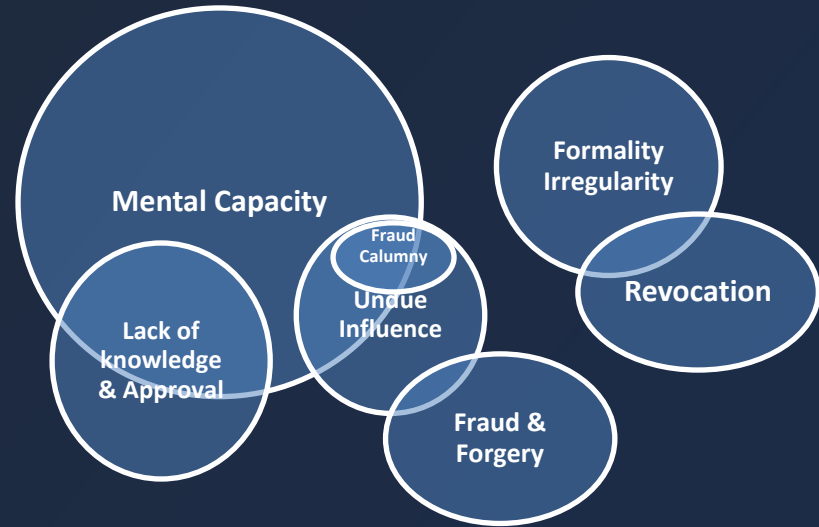 Mental Capacity
Formality
Irregularity
Fraud
Calumny
Undue
Influence
Revocation
Lack of
knowledge
& Approval
Fraud &
Forgery